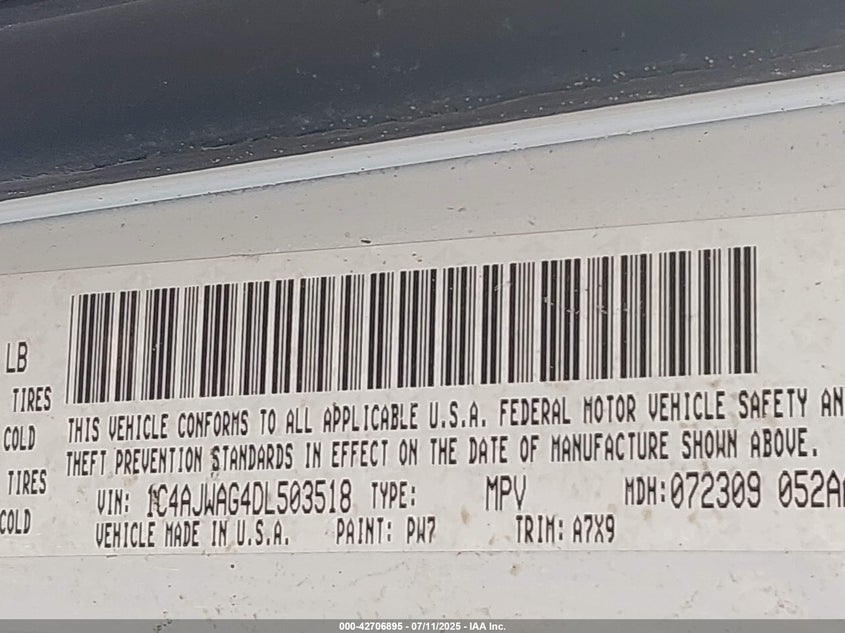 LB
TIRES
COLD
TIRES
COLD
THIS VEHICLE CONFORMS TO ALL APPLICABLE U.S.A. FEDERAL MOTOR VEHICLE SAFETY AN
THEFT PREVENTION STANDARDS IN EFFECT ON THE DATE OF MANUFACTURE SHOWN ABOVE.
VIN: 1C4AJWAG4DL503518 TYPE: MPV MDH:072309 052A
VEHICLE MADE IN U.S.A. PAINT: PW7 TRIM: A7X9
000-42706895 - 07/11/2025 - IAA Inc.